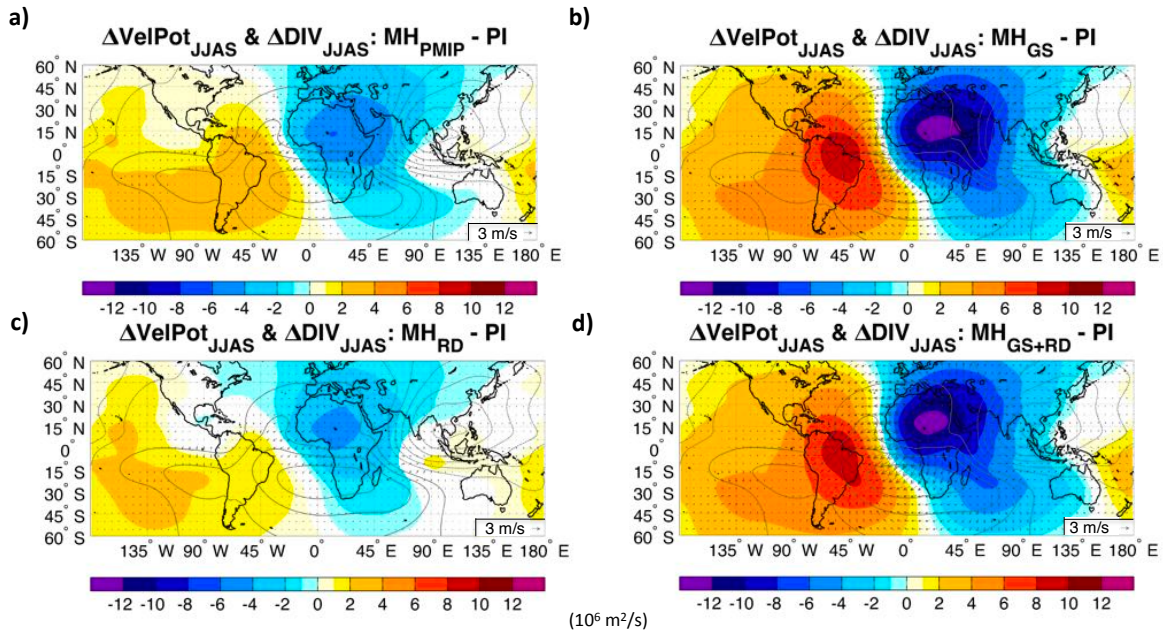 a)
ΔVelPot_JJAS & ΔDIV_JJAS: MH_PMIP - PI
60° N
45° N
30° N
15° N
0°
15° S
30° S
45° S
60° S
135° W 90° W 45° W 0° 45° E 90° E 135° E 180° E
3 m/s
-12 -10 -8 -6 -4 -2 0 2 4 6 8 10 12
b)
ΔVelPot_JJAS & ΔDIV_JJAS: MH_GS - PI
60° N
45° N
30° N
15° N
0°
15° S
30° S
45° S
60° S
135° W 90° W 45° W 0° 45° E 90° E 135° E 180° E
3 m/s
-12 -10 -8 -6 -4 -2 0 2 4 6 8 10 12
c)
ΔVelPot_JJAS & ΔDIV_JJAS: MH_RD - PI
60° N
45° N
30° N
15° N
0°
15° S
30° S
45° S
60° S
135° W 90° W 45° W 0° 45° E 90° E 135° E 180° E
3 m/s
-12 -10 -8 -6 -4 -2 0 2 4 6 8 10 12
d)
ΔVelPot_JJAS & ΔDIV_JJAS: MH_GS+RD - PI
60° N
45° N
30° N
15° N
0°
15° S
30° S
45° S
60° S
135° W 90° W 45° W 0° 45° E 90° E 135° E 180° E
3 m/s
-12 -10 -8 -6 -4 -2 0 2 4 6 8 10 12
(10⁶ m²/s)